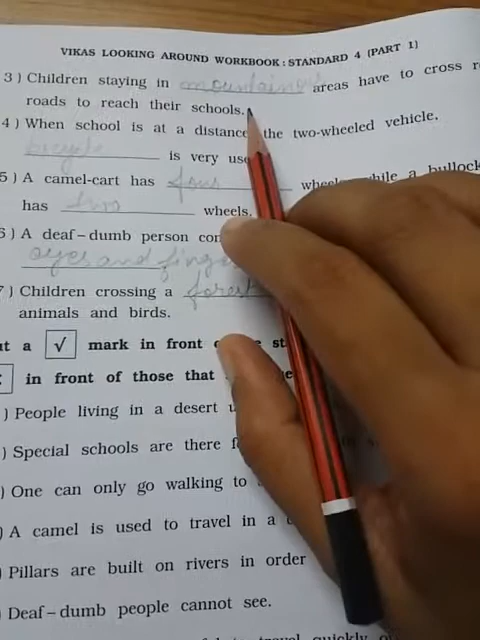 VIKAS LOOKING AROUND WORKBOOK : STANDARD 4 (PART 1)
3 ) Children staying in mountainous areas have to cross
roads to reach their schools.
4 ) When school is at a distance the two-wheeled vehicle,
bicycle is very
5 ) A camel-cart has four while a bullock
has two wheels.
6 ) A deaf-dumb person
eyes and
7 ) Children crossing a forest
animals and birds.
√ mark in front
in front of those that
) People living in a desert
) Special schools are there
) One can only go walking to
) A camel is used to travel in a
) Pillars are built on rivers in order
) Deaf-dumb people cannot see.
travel quickly